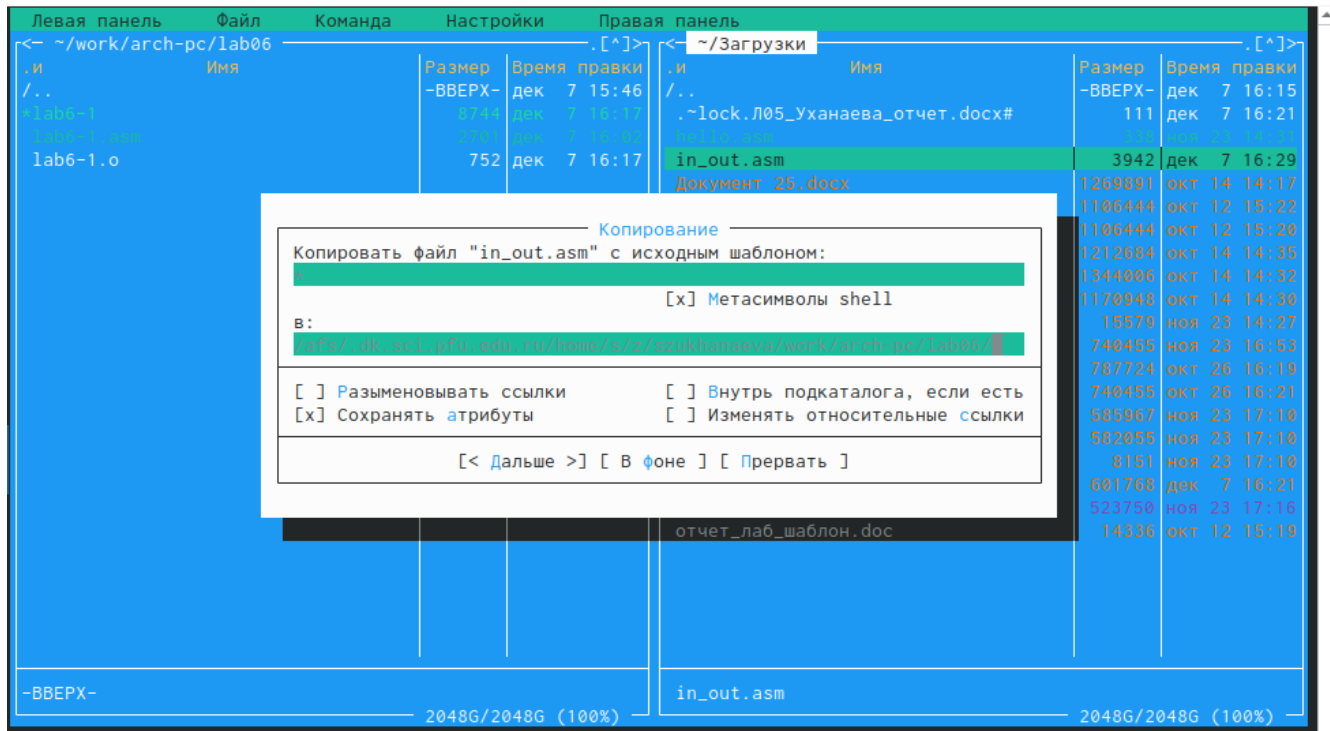 Левая панель Файл Команда Настройки Правая панель
<─ ~/work/arch-pc/lab06 .[^]>
.и Имя Размер Время правки
/.. -ВВЕРХ- дек 7 15:46
*lab6-1 8744 дек 7 16:17
lab6-1.asm 2701 дек 7 16:02
lab6-1.o 752 дек 7 16:17
-ВВЕРХ-
2048G/2048G (100%)
<─ ~/Загрузки .[^]>
.и Имя Размер Время правки
/.. -ВВЕРХ- дек 7 16:15
.~lock.Л05_Уханаева_отчет.docx# 111 дек 7 16:21
hello.asm 338 ноя 23 14:31
in_out.asm 3942 дек 7 16:29
Документ 25.docx 1269891 окт 14 14:17
1106444 окт 12 15:22
1106444 окт 12 15:20
1212684 окт 14 14:35
1344006 окт 14 14:32
1170948 окт 14 14:30
15579 ноя 23 14:27
740455 ноя 23 16:53
787724 окт 26 16:19
740455 окт 26 16:21
585967 ноя 23 17:10
582055 ноя 23 17:10
8151 ноя 23 17:10
601768 дек 7 16:21
523750 ноя 23 17:16
отчет_лаб_шаблон.doc 14336 окт 12 15:19
in_out.asm
2048G/2048G (100%)
Копирование
Копировать файл "in_out.asm" с исходным шаблоном:
*
[x] Метасимволы shell
в:
/afs/.dk.sci.pfu.edu.ru/home/s/z/szukhanaeva/work/arch-pc/lab06/
[ ] Разыменовывать ссылки [ ] Внутрь подкаталога, если есть
[x] Сохранять атрибуты [ ] Изменять относительные ссылки
[< Дальше >] [ В фоне ] [ Прервать ]